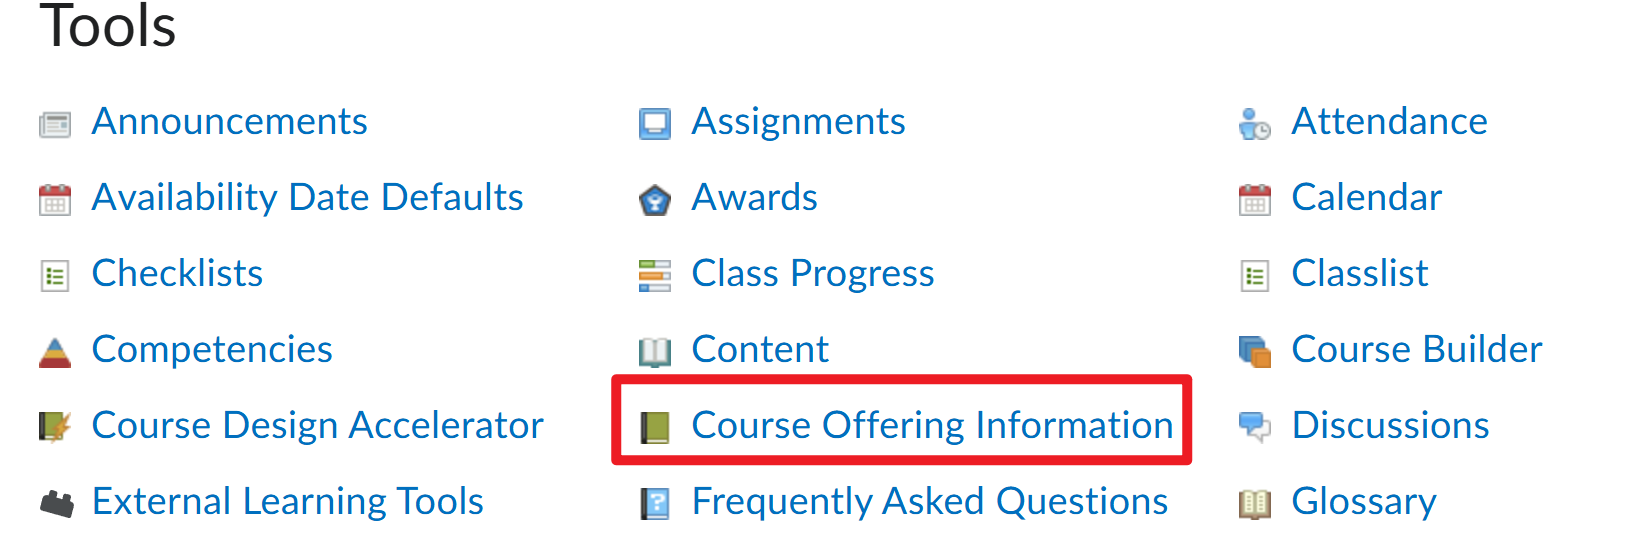 Tools
Announcements Assignments Attendance
Availability Date Defaults Awards Calendar
Checklists Class Progress Classlist
Competencies Content Course Builder
Course Design Accelerator Course Offering Information Discussions
External Learning Tools Frequently Asked Questions Glossary